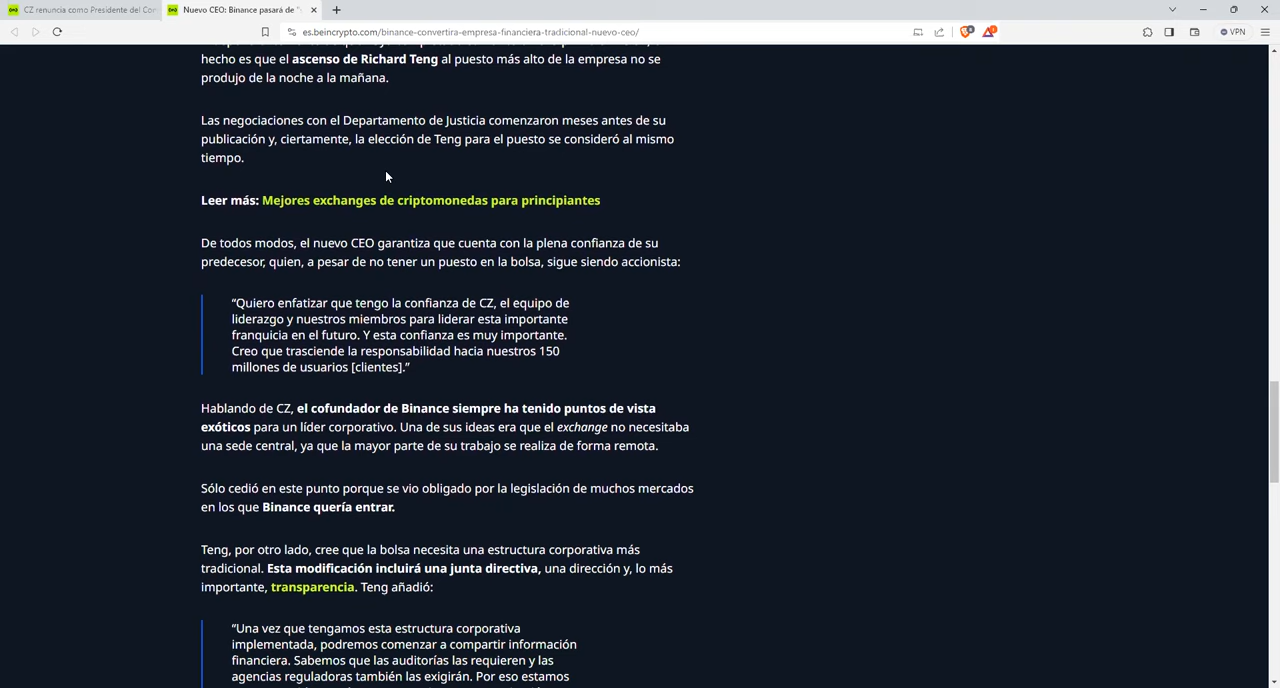 CZ renuncia como Presidente del Con
Nuevo CEO: Binance pasará de "
es.beincrypto.com/binance-convertira-empresa-financiera-tradicional-nuevo-ceo/
VPN
hecho es que el ascenso de Richard Teng al puesto más alto de la empresa no se
produjo de la noche a la mañana.
Las negociaciones con el Departamento de Justicia comenzaron meses antes de su
publicación y, ciertamente, la elección de Teng para el puesto se consideró al mismo
tiempo.
Leer más: Mejores exchanges de criptomonedas para principiantes
De todos modos, el nuevo CEO garantiza que cuenta con la plena confianza de su
predecesor, quien, a pesar de no tener un puesto en la bolsa, sigue siendo accionista:
“Quiero enfatizar que tengo la confianza de CZ, el equipo de
liderazgo y nuestros miembros para liderar esta importante
franquicia en el futuro. Y esta confianza es muy importante.
Creo que trasciende la responsabilidad hacia nuestros 150
millones de usuarios [clientes].”
Hablando de CZ, el cofundador de Binance siempre ha tenido puntos de vista
exóticos para un líder corporativo. Una de sus ideas era que el exchange no necesitaba
una sede central, ya que la mayor parte de su trabajo se realiza de forma remota.
Sólo cedió en este punto porque se vio obligado por la legislación de muchos mercados
en los que Binance quería entrar.
Teng, por otro lado, cree que la bolsa necesita una estructura corporativa más
tradicional. Esta modificación incluirá una junta directiva, una dirección y, lo más
importante, transparencia. Teng añadió:
“Una vez que tengamos esta estructura corporativa
implementada, podremos comenzar a compartir información
financiera. Sabemos que las auditorías las requieren y las
agencias reguladoras también las exigirán. Por eso estamos